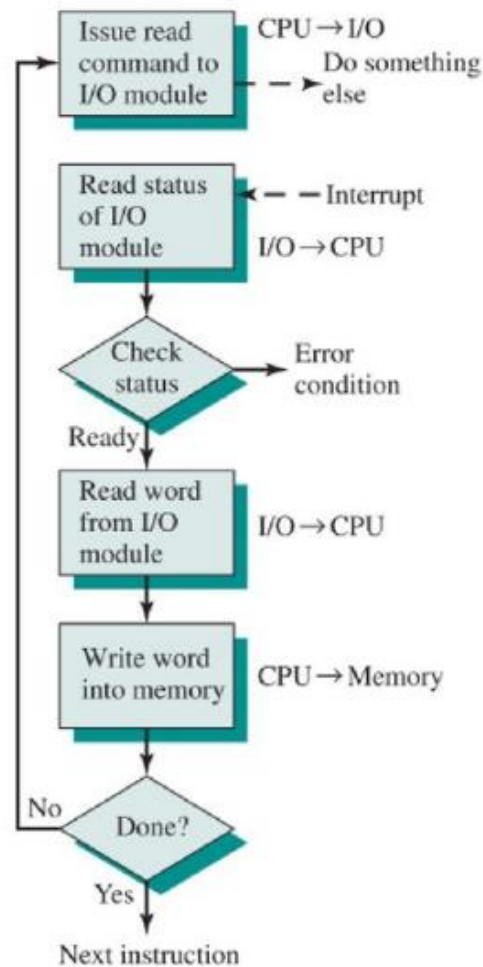 Issue read
command to
I/O module
CPU → I/O
Do something
else
Read status
of I/O
module
Interrupt
I/O → CPU
Check
status
Error
condition
Ready
Read word
from I/O
module
I/O → CPU
Write word
into memory
CPU → Memory
No
Done?
Yes
Next instruction